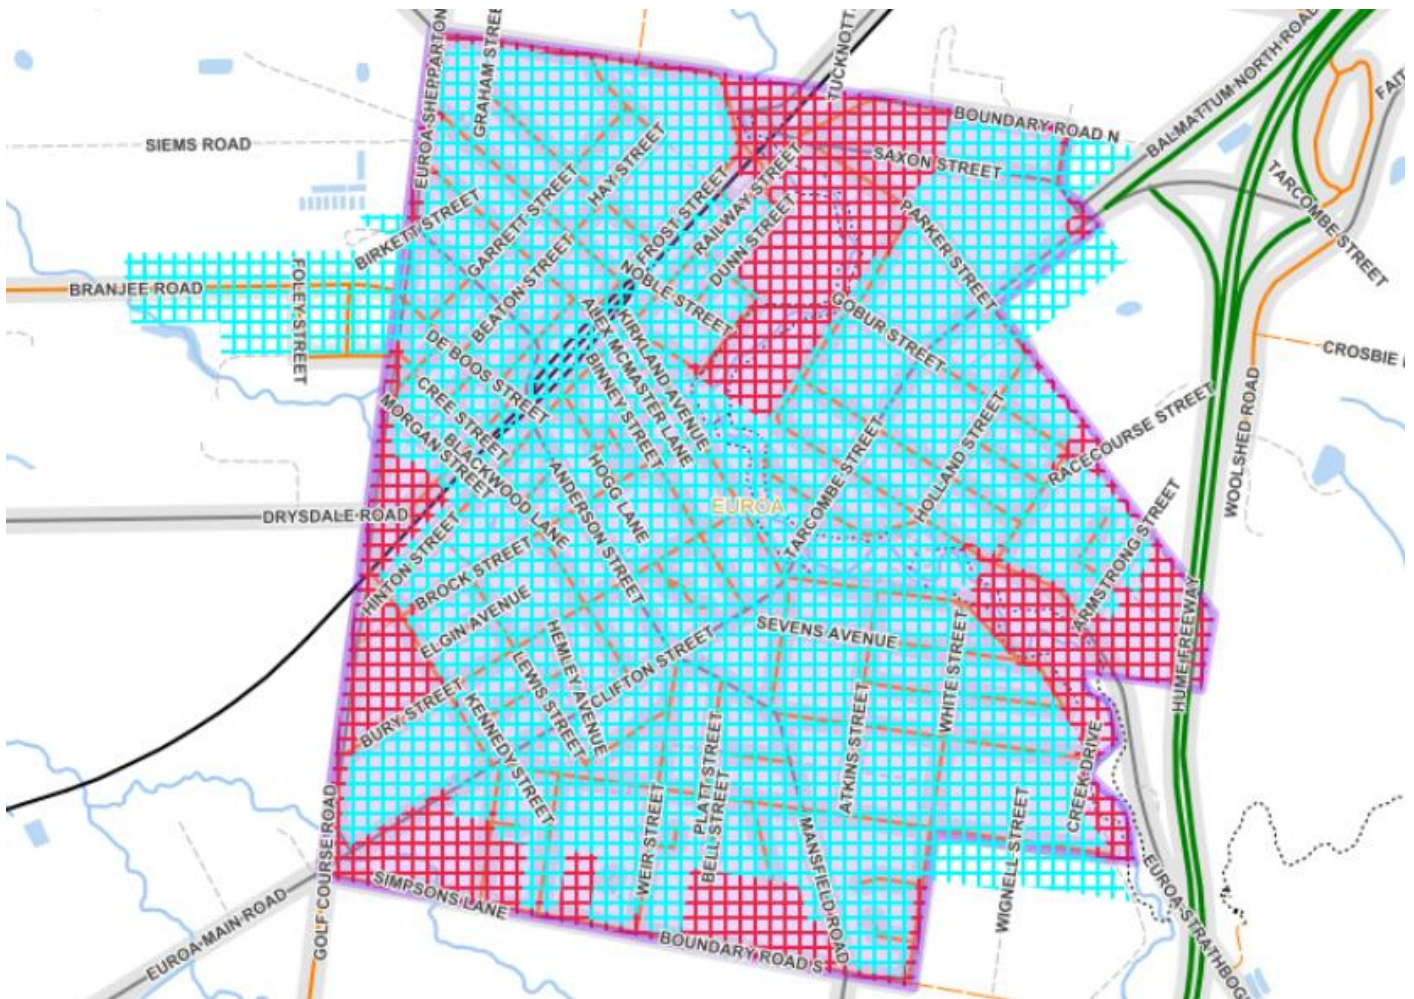 TUCKNOTT
GRAHAM STREE
EUROA-SHEPPARTON
BALMATTUM-NORTH-ROAD
BOUNDARY ROAD N
FAIT
SIEMS ROAD
SAXON STREET
HAY STREET
RAILWAY STREET
TARCOMBE STREET
FROST STREET
GARRETT STREET
BIRKETT STREET
PARKER STREET
DUNN STREET
BEATON STREET
NOBLE STREET
BRANJEE ROAD
FOLEY STREET
GOBUR STREET
KIRKLAND AVENUE
ALEX MCMASTER LANE
DE BOOS STREET
BINNEY STREET
CROSBIE
CREE STREET
MORGAN STREET
BLACKWOOD LANE
RACECOURSE STREET
WOOLSHED ROAD
HOLLAND STREET
TARCOMBE STREET
HOGG LANE
ANDERSON STREET
EUROA
DRYSDALE ROAD
ARMSTRONG STREET
HINTON STREET
BROCK STREET
ELGIN AVENUE
HEMLEY AVENUE
LEWIS STREET
CLIFTON STREET
SEVENS AVENUE
WHITE STREET
HUME FREEWAY
BURY STREET
KENNEDY STREET
ATKINS STREET
PLATT STREET
BELL STREET
WEIR STREET
CREEK DRIVE
WIGNELL STREET
MANSFIELD ROAD
GOLF COURSE ROAD
SIMPSONS LANE
EUROA-MAIN ROAD
BOUNDARY ROAD S
EUROA-STRATHBOG